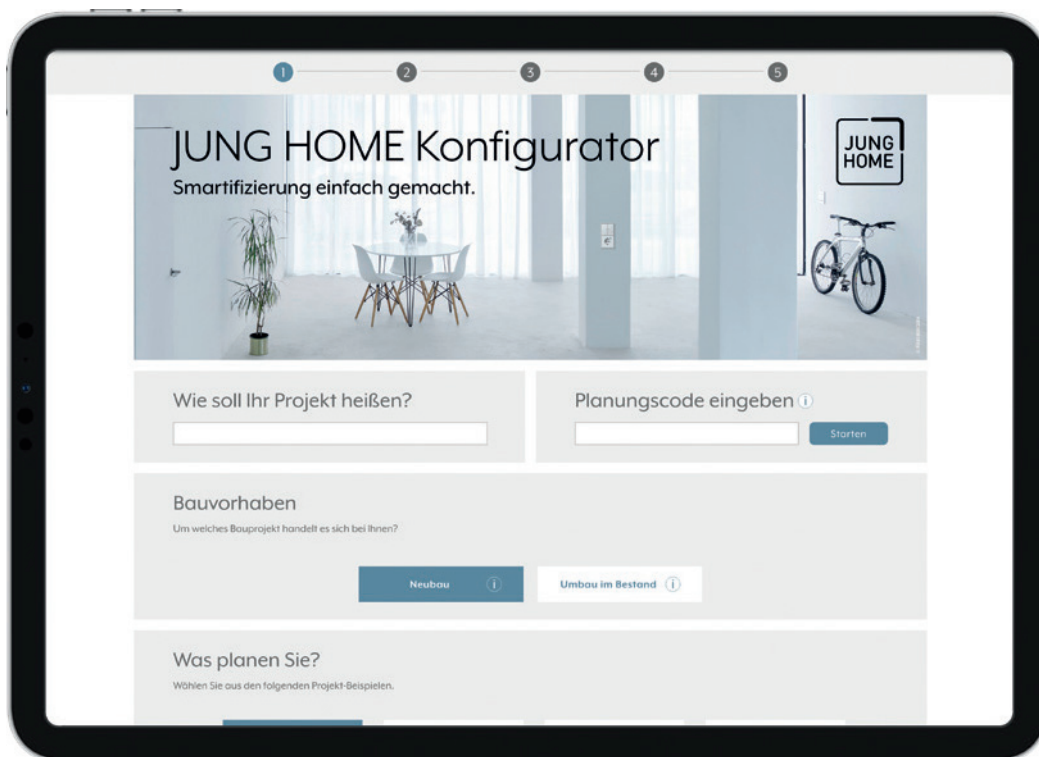 1 2 3 4 5
JUNG HOME Konfigurator
Smartifizierung einfach gemacht.
JUNG
HOME
Wie soll Ihr Projekt heißen?
Planungscode eingeben i
Starten
Bauvorhaben
Um welches Bauprojekt handelt es sich bei Ihnen?
Neubau i
Umbau im Bestand i
Was planen Sie?
Wählen Sie aus den folgenden Projekt-Beispielen.